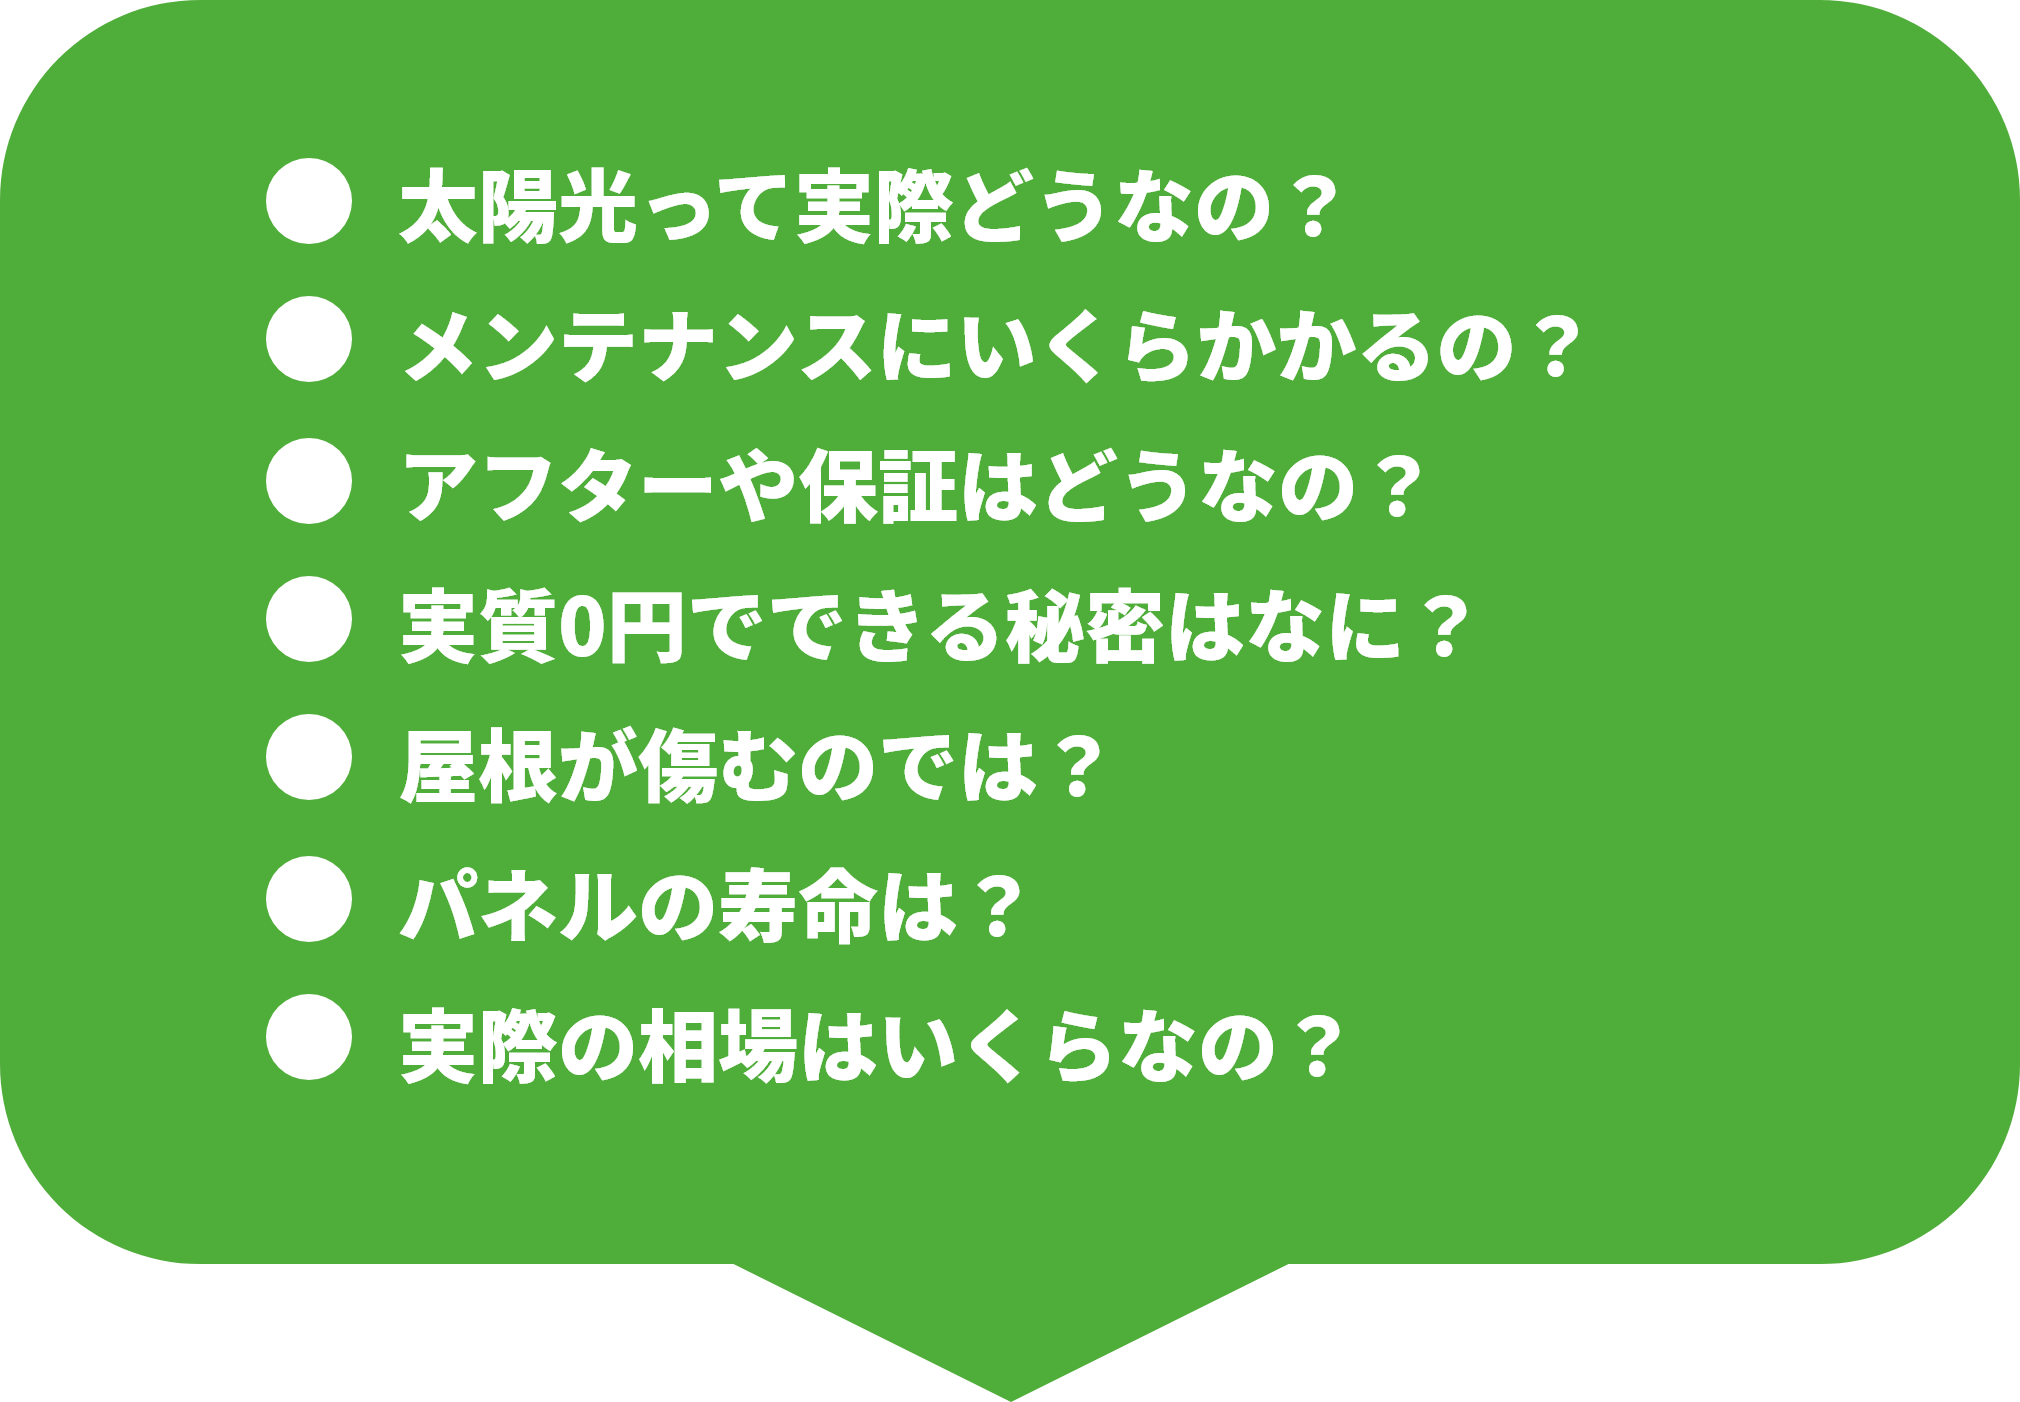 ● 太陽光って実際どうなの？
● メンテナンスにいくらかかるの？
● アフターや保証はどうなの？
● 実質0円でできる秘密はなに？
● 屋根が傷むのでは？
● パネルの寿命は？
● 実際の相場はいくらなの？